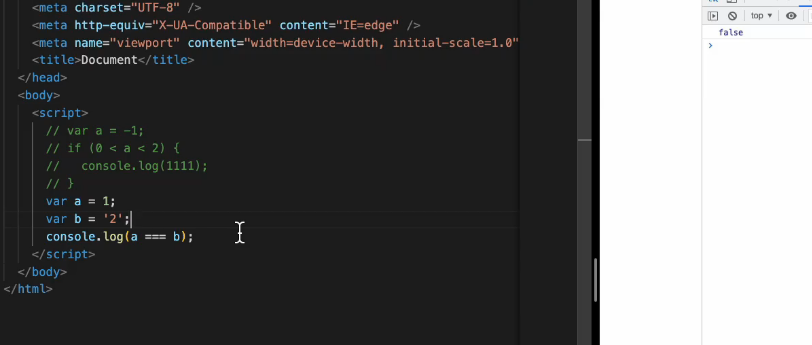 <meta charset="UTF-8" />
<meta http-equiv="X-UA-Compatible" content="IE=edge" />
<meta name="viewport" content="width=device-width, initial-scale=1.0"
<title>Document</title>
</head>
<body>
<script>
// var a = -1;
// if (0 < a < 2) {
//   console.log(1111);
// }
var a = 1;
var b = '2';
console.log(a === b);
</script>
</body>
</html>
top
false